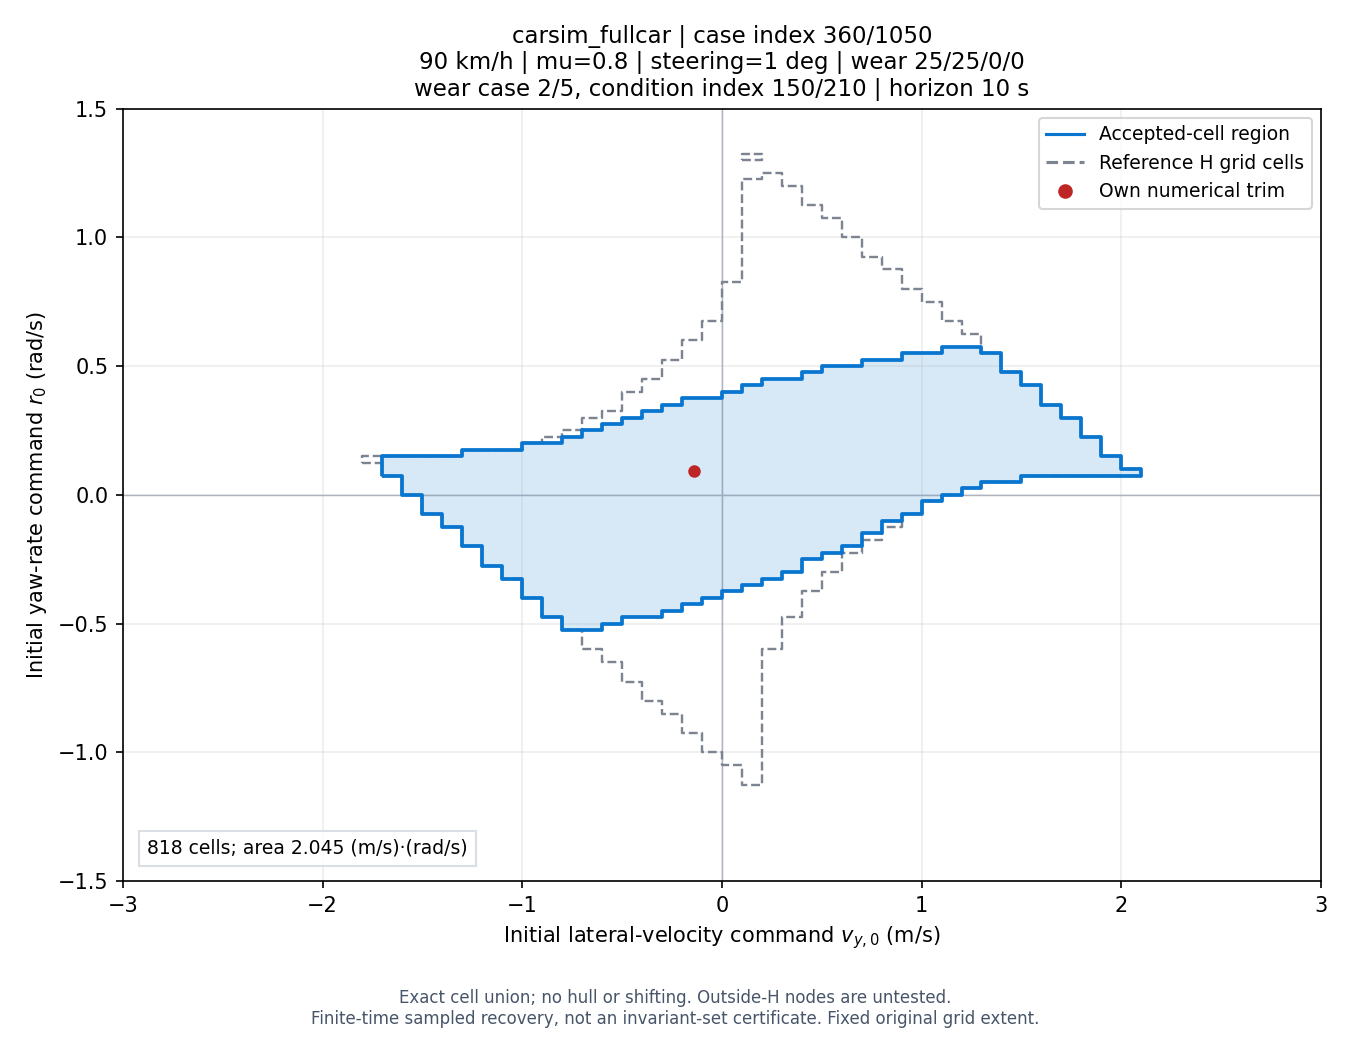 carsim_fullcar | case index 360/1050
90 km/h | mu=0.8 | steering=1 deg | wear 25/25/0/0
wear case 2/5, condition index 150/210 | horizon 10 s
Accepted-cell region
Reference H grid cells
Own numerical trim
Initial yaw-rate command r₀ (rad/s)
1.5
1.0
0.5
0.0
−0.5
−1.0
−1.5
818 cells; area 2.045 (m/s)·(rad/s)
−3
−2
−1
0
1
2
3
Initial lateral-velocity command v_{y,0} (m/s)
Exact cell union; no hull or shifting. Outside-H nodes are untested.
Finite-time sampled recovery, not an invariant-set certificate. Fixed original grid extent.